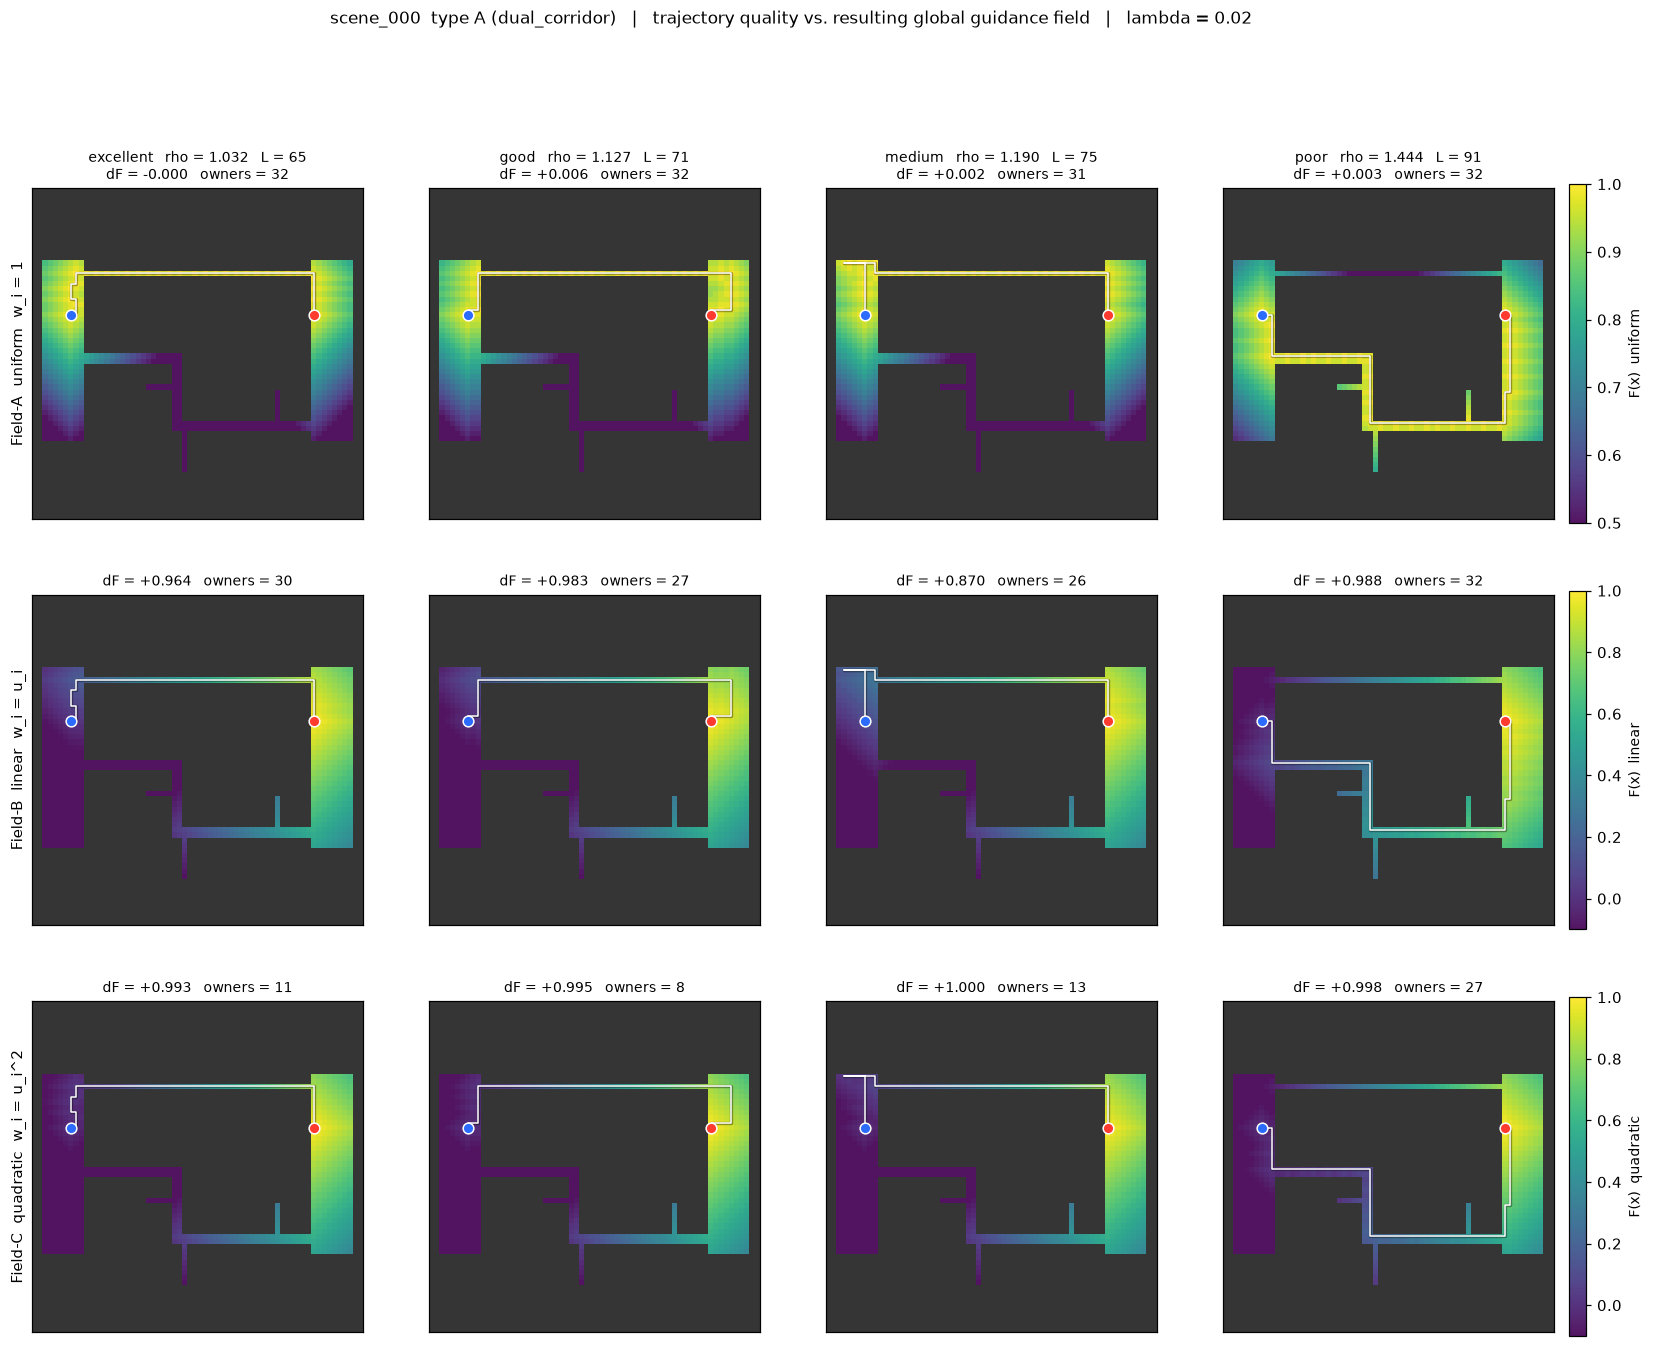 scene_000  type A (dual_corridor)   |   trajectory quality vs. resulting global guidance field   |   lambda = 0.02
excellent   rho = 1.032   L = 65
dF = -0.000   owners = 32
good   rho = 1.127   L = 71
dF = +0.006   owners = 32
medium   rho = 1.190   L = 75
dF = +0.002   owners = 31
poor   rho = 1.444   L = 91
dF = +0.003   owners = 32
Field-A  uniform  w_i = 1
1.0
0.9
0.8
0.7
0.6
0.5
F(x)  uniform
dF = +0.964   owners = 30
dF = +0.983   owners = 27
dF = +0.870   owners = 26
dF = +0.988   owners = 32
Field-B  linear  w_i = u_i
1.0
0.8
0.6
0.4
0.2
0.0
F(x)  linear
dF = +0.993   owners = 11
dF = +0.995   owners = 8
dF = +1.000   owners = 13
dF = +0.998   owners = 27
Field-C  quadratic  w_i = u_i^2
1.0
0.8
0.6
0.4
0.2
0.0
F(x)  quadratic